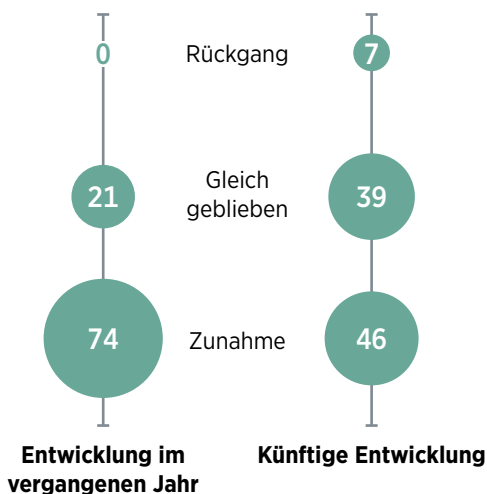 0
Rückgang
7
21
Gleich
geblieben
39
74
Zunahme
46
Entwicklung im
vergangenen Jahr
Künftige Entwicklung